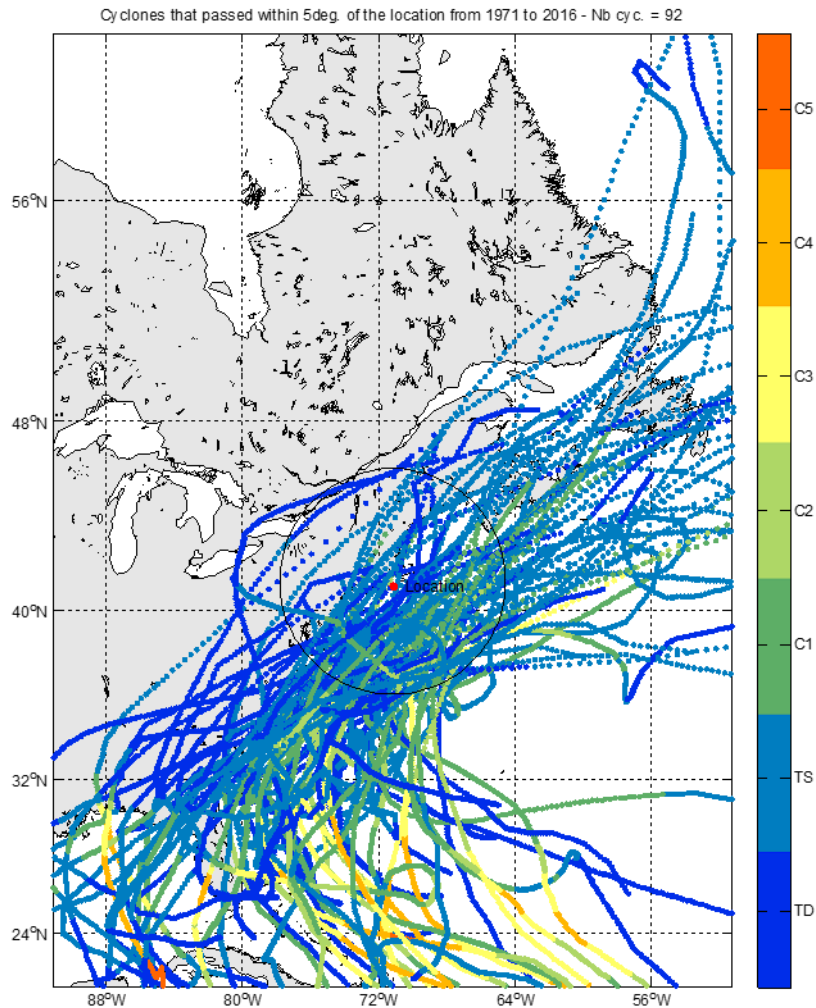 Cyclones that passed within 5deg. of the location from 1971 to 2016 - Nb cyc. = 92
C5
56°N
C4
C3
48°N
C2
40°N
Location
C1
32°N
TS
24°N
TD
88°W 80°W 72°W 64°W 56°W